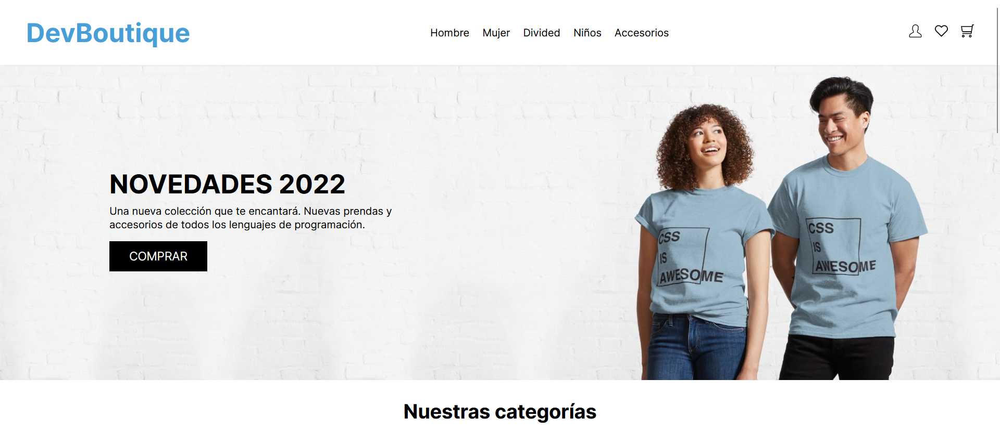 DevBoutique
Hombre Mujer Divided Niños Accesorios
NOVEDADES 2022
Una nueva colección que te encantará. Nuevas prendas y
accesorios de todos los lenguajes de programación.
COMPRAR
CSS
IS
AWESOME
CSS
IS
AWESOME
Nuestras categorías